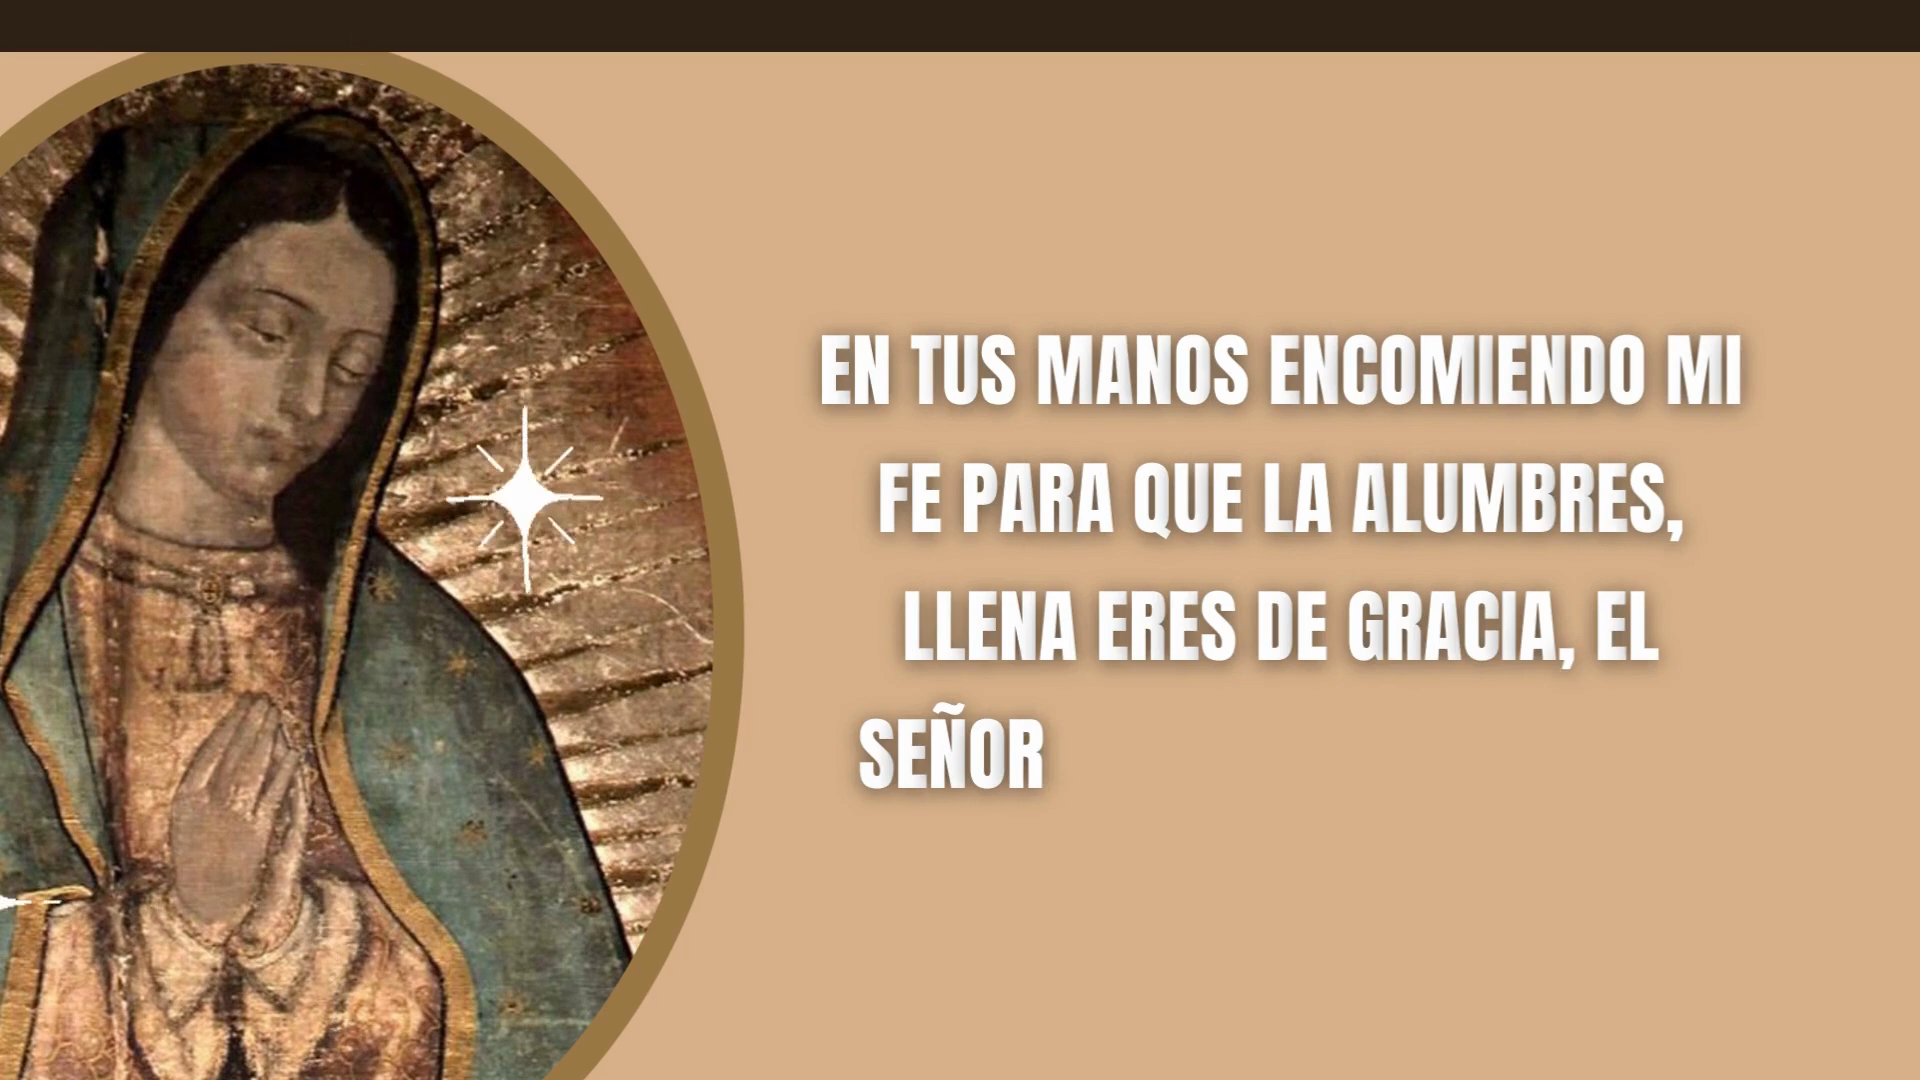 EN TUS MANOS ENCOMIENDO MI
FE PARA QUE LA ALUMBRES,
LLENA ERES DE GRACIA, EL
SEÑOR